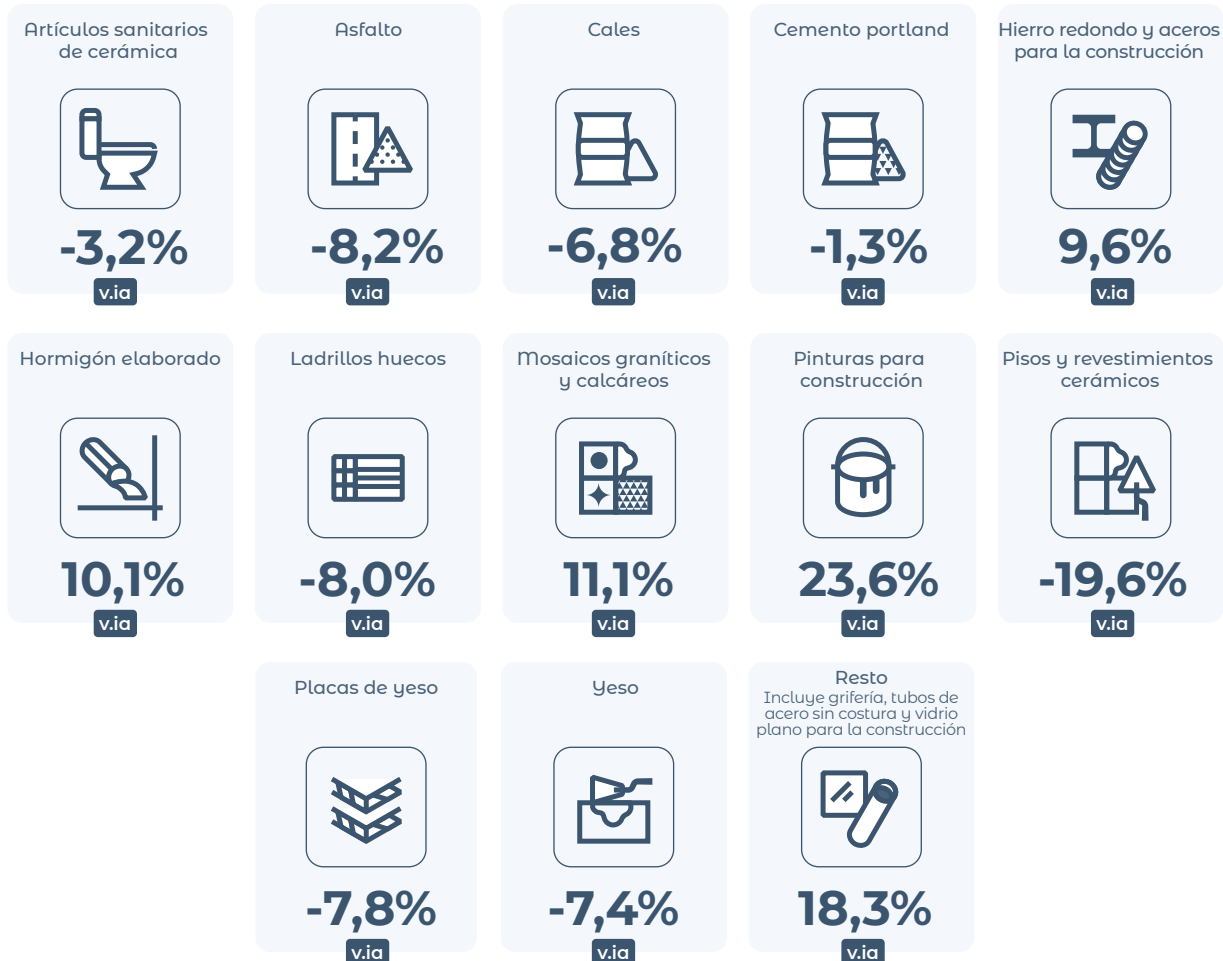 Artículos sanitarios
de cerámica
-3,2%
v.ia
Asfalto
-8,2%
v.ia
Cales
-6,8%
v.ia
Cemento portland
-1,3%
v.ia
Hierro redondo y aceros
para la construcción
9,6%
v.ia
Hormigón elaborado
10,1%
v.ia
Ladrillos huecos
-8,0%
v.ia
Mosaicos graníticos
y calcáreos
11,1%
v.ia
Pinturas para
construcción
23,6%
v.ia
Pisos y revestimientos
cerámicos
-19,6%
v.ia
Placas de yeso
-7,8%
v.ia
Yeso
-7,4%
v.ia
Resto
Incluye grifería, tubos de
acero sin costura y vidrio
plano para la construcción
18,3%
v.ia